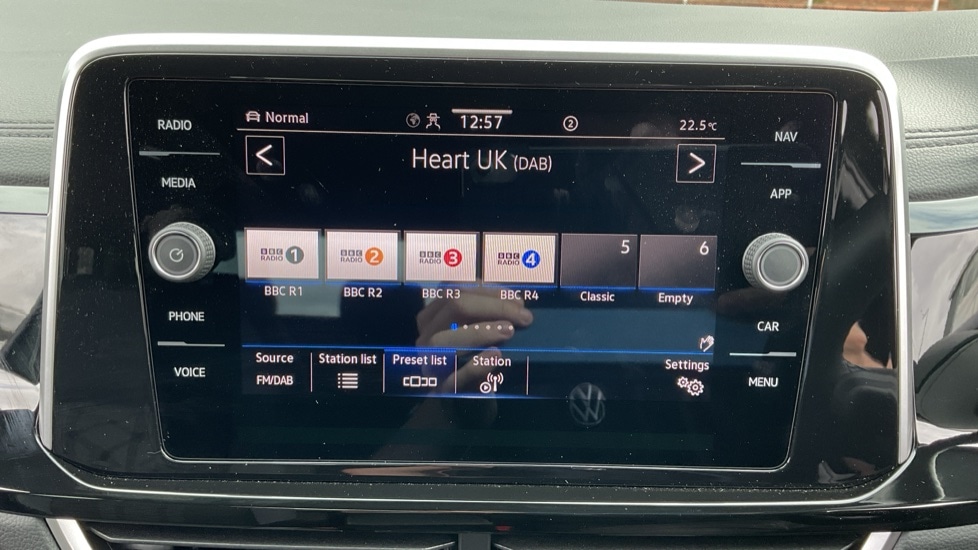 RADIO
MEDIA
PHONE
VOICE
Normal
12:57
2
22.5°C
<
Heart UK (DAB)
>
BBC RADIO 1
BBC RADIO 2
BBC RADIO 3
BBC RADIO 4
5
6
BBC R1
BBC R2
BBC R3
BBC R4
Classic
Empty
Source
FM/DAB
Station list
Preset list
Station
Settings
NAV
APP
CAR
MENU